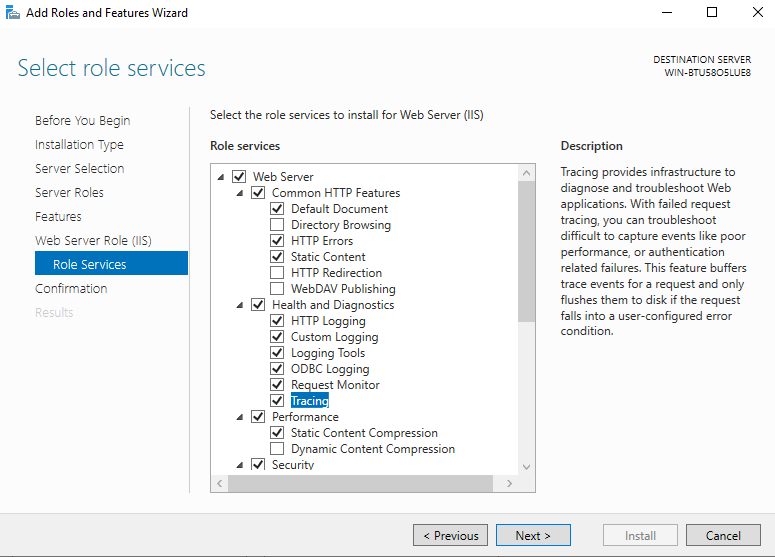 Add Roles and Features Wizard
Select role services
DESTINATION SERVER
WIN-BTU58O5LUE8
Before You Begin
Installation Type
Server Selection
Server Roles
Features
Web Server Role (IIS)
Role Services
Confirmation
Results
Select the role services to install for Web Server (IIS)
Role services
Web Server
Common HTTP Features
Default Document
Directory Browsing
HTTP Errors
Static Content
HTTP Redirection
WebDAV Publishing
Health and Diagnostics
HTTP Logging
Custom Logging
Logging Tools
ODBC Logging
Request Monitor
Tracing
Performance
Static Content Compression
Dynamic Content Compression
Security
Description
Tracing provides infrastructure to
diagnose and troubleshoot Web
applications. With failed request
tracing, you can troubleshoot
difficult to capture events like poor
performance, or authentication
related failures. This feature buffers
trace events for a request and only
flushes them to disk if the request
falls into a user-configured error
condition.
< Previous
Next >
Install
Cancel